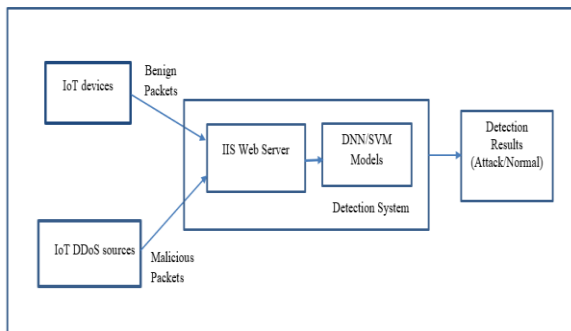 IoT devices
Benign
Packets
IIS Web Server
DNN/SVM
Models
Detection System
Detection
Results
(Attack/Normal)
IoT DDoS sources
Malicious
Packets